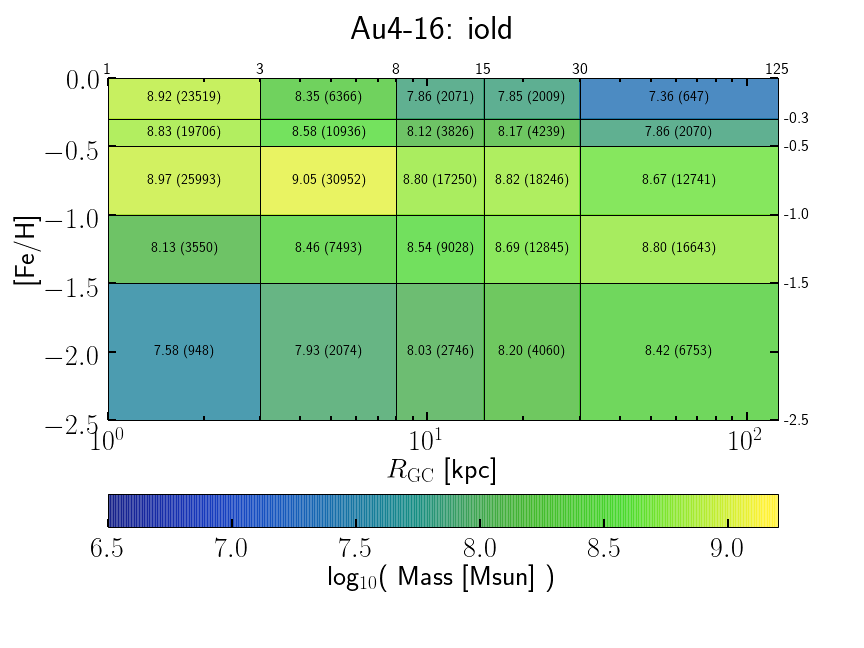 Au4-16: iold
1 3 8 15 30 125
0.0
8.92 (23519) 8.35 (6366) 7.86 (2071) 7.85 (2009) 7.36 (647)
-0.3
8.83 (19706) 8.58 (10936) 8.12 (3826) 8.17 (4239) 7.86 (2070)
−0.5 -0.5
8.97 (25993) 9.05 (30952) 8.80 (17250) 8.82 (18246) 8.67 (12741)
−1.0 -1.0
[Fe/H]
8.13 (3550) 8.46 (7493) 8.54 (9028) 8.69 (12845) 8.80 (16643)
−1.5 -1.5
7.58 (948) 7.93 (2074) 8.03 (2746) 8.20 (4060) 8.42 (6753)
−2.0
−2.5 -2.5
10⁰ 10¹ 10²
R_GC [kpc]
6.5 7.0 7.5 8.0 8.5 9.0
log₁₀( Mass [Msun] )